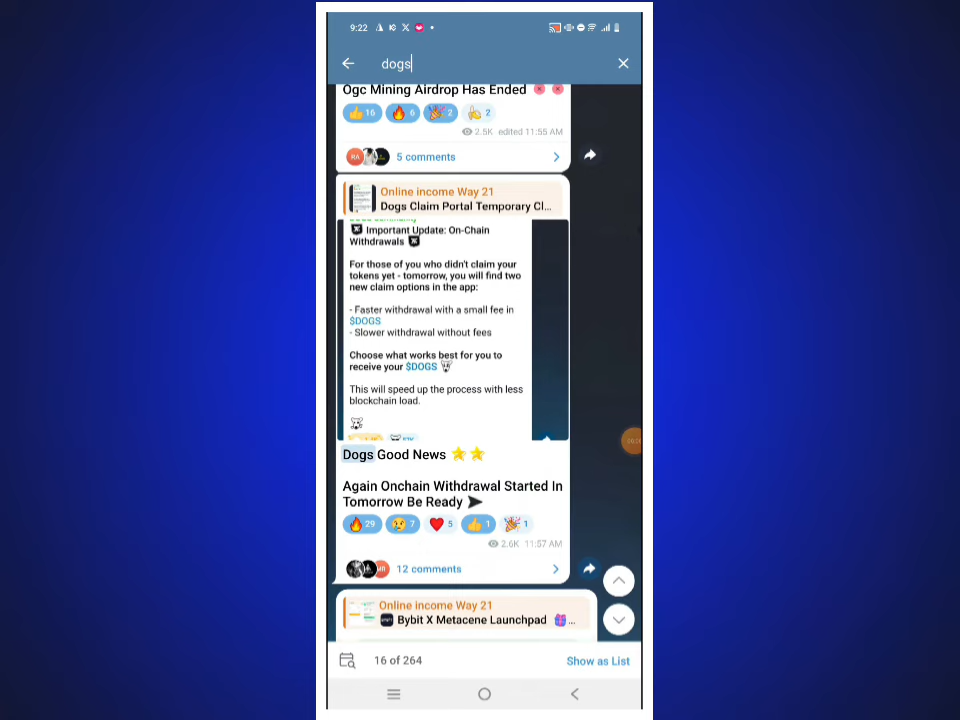 9:22
dogs
Ogc Mining Airdrop Has Ended
16 6 2 2
2.5K edited 11:55 AM
RA 5 comments
Online income Way 21
Dogs Claim Portal Temporary Cl...
Important Update: On-Chain
Withdrawals
For those of you who didn't claim your
tokens yet - tomorrow, you will find two
new claim options in the app:
- Faster withdrawal with a small fee in
$DOGS
- Slower withdrawal without fees
Choose what works best for you to
receive your $DOGS
This will speed up the process with less
blockchain load.
Dogs Good News
Again Onchain Withdrawal Started In
Tomorrow Be Ready
29 7 5 1 1
2.6K 11:57 AM
12 comments
Online income Way 21
Bybit X Metacene Launchpad ...
16 of 264
Show as List